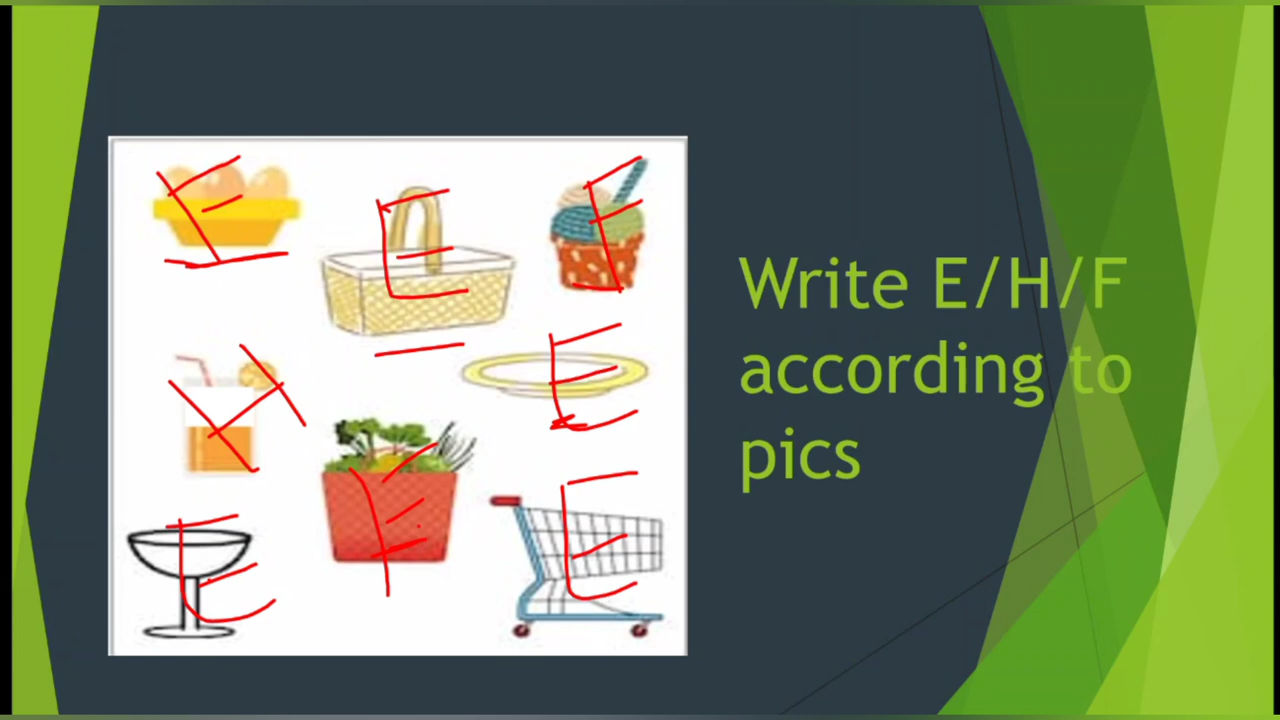 F E F
E
H
F
E E
Write E/H/F
according to
pics